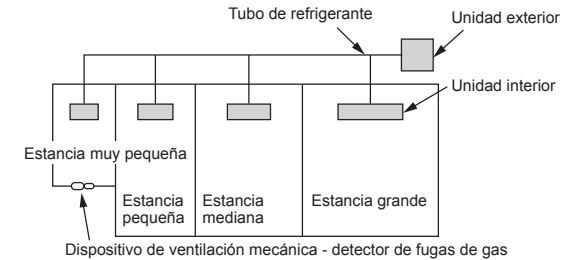 Tubo de refrigerante
Unidad exterior
Unidad interior
Estancia muy pequeña
Estancia
pequeña
Estancia
mediana
Estancia grande
Dispositivo de ventilación mecánica - detector de fugas de gas